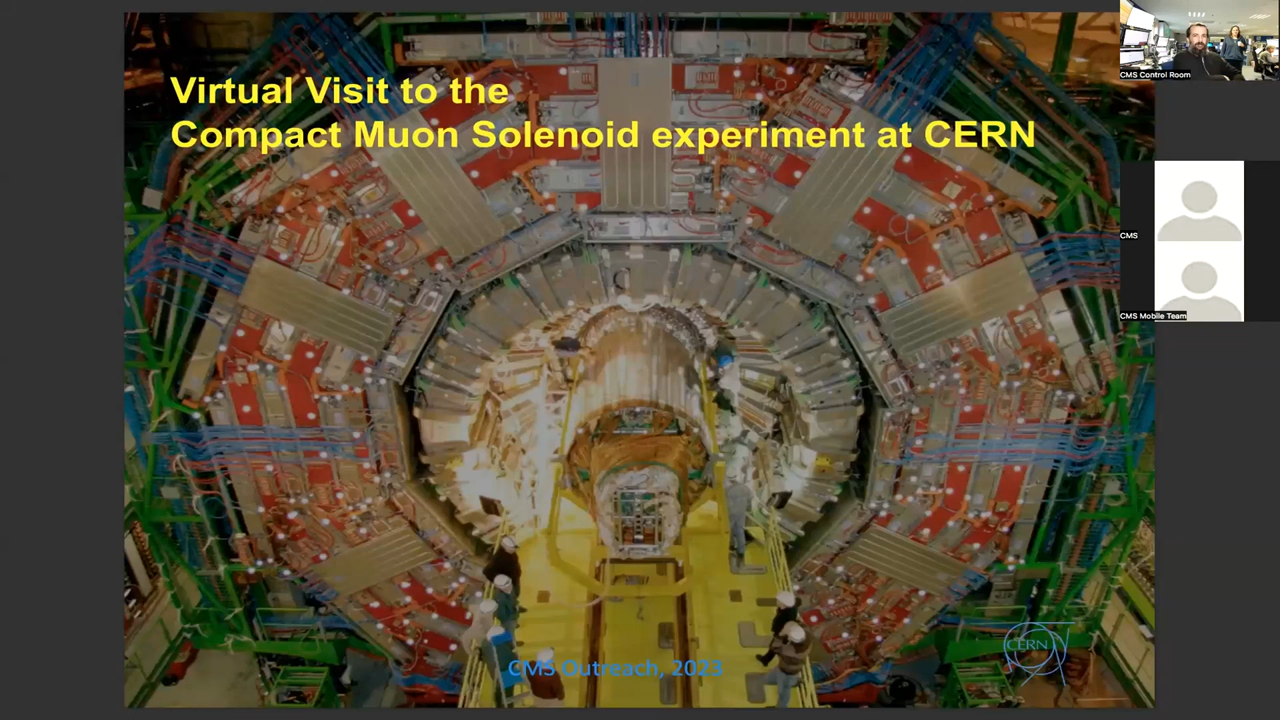 Virtual Visit to the
Compact Muon Solenoid experiment at CERN
CMS Outreach, 2023
CERN
CMS Control Room
CMS
CMS Mobile Team